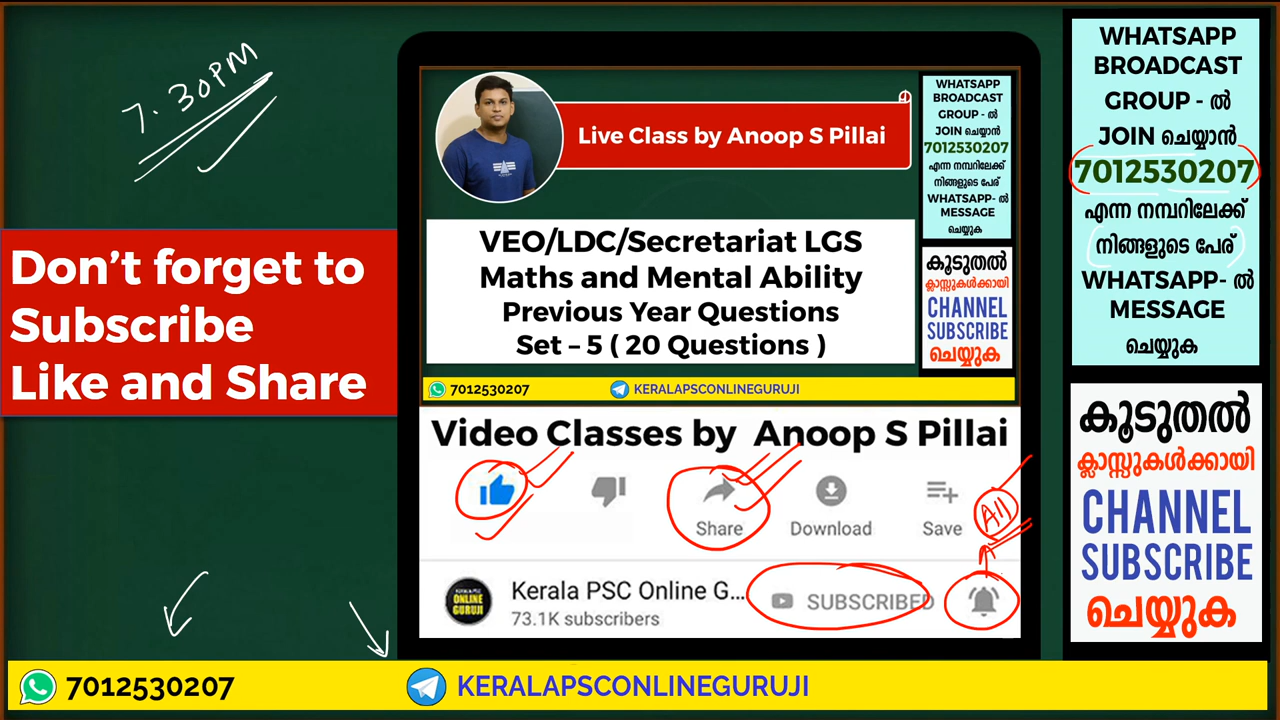 7.30PM
Don't forget to
Subscribe
Like and Share
Live Class by Anoop S Pillai
VEO/LDC/Secretariat LGS
Maths and Mental Ability
Previous Year Questions
Set – 5 ( 20 Questions )
WHATSAPP
BROADCAST
GROUP - ൽ
JOIN ചെയ്യാൻ
7012530207
എന്ന നമ്പറിലേക്ക്
നിങ്ങളുടെ പേര്
WHATSAPP- ൽ
MESSAGE
ചെയ്യുക
കൂടുതൽ
ക്ലാസ്സുകൾക്കായി
CHANNEL
SUBSCRIBE
ചെയ്യുക
7012530207
KERALAPSCONLINEGURUJI
Video Classes by Anoop S Pillai
Share
Download
Save
All
KERALA PSC
ONLINE
GURUJI
Kerala PSC Online G...
73.1K subscribers
SUBSCRIBED
WHATSAPP
BROADCAST
GROUP - ൽ
JOIN ചെയ്യാൻ
7012530207
എന്ന നമ്പറിലേക്ക്
നിങ്ങളുടെ പേര്
WHATSAPP- ൽ
MESSAGE
ചെയ്യുക
കൂടുതൽ
ക്ലാസ്സുകൾക്കായി
CHANNEL
SUBSCRIBE
ചെയ്യുക
7012530207
KERALAPSCONLINEGURUJI